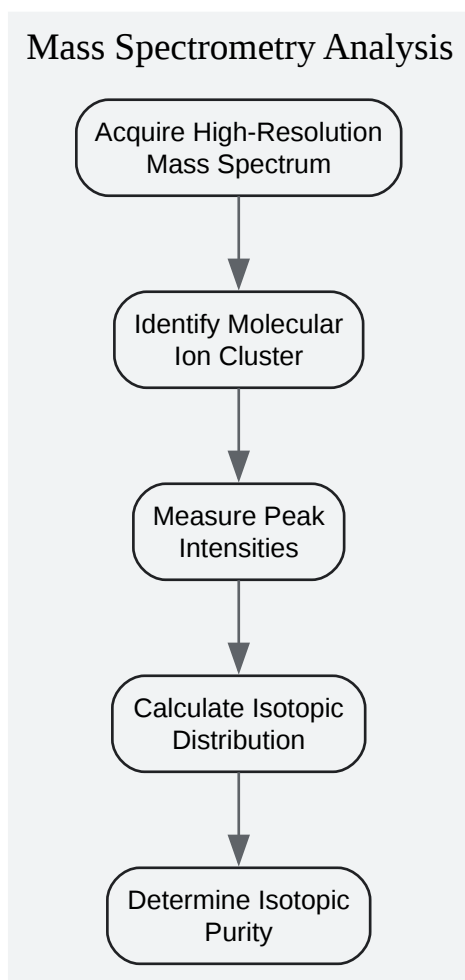 Mass Spectrometry Analysis
Acquire High-Resolution
Mass Spectrum
Identify Molecular
Ion Cluster
Measure Peak
Intensities
Calculate Isotopic
Distribution
Determine Isotopic
Purity